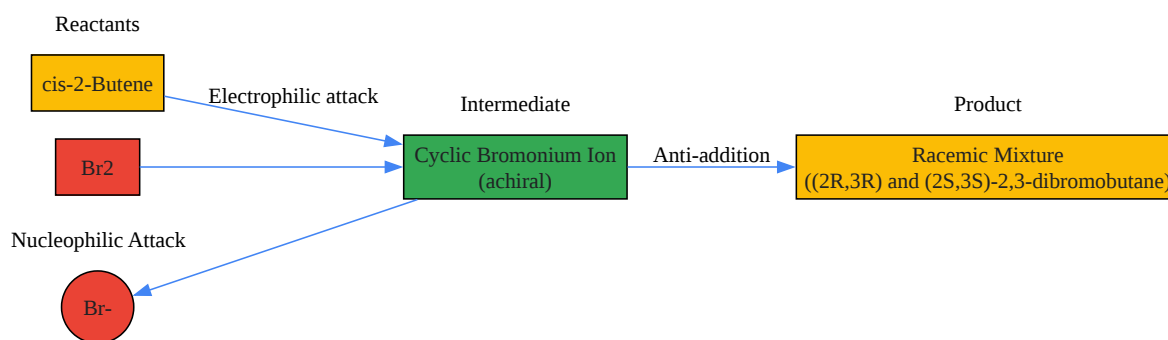 Reactants
cis-2-Butene
Electrophilic attack
Intermediate
Product
Br2
Cyclic Bromonium Ion
(achiral)
Anti-addition
Racemic Mixture
((2R,3R) and (2S,3S)-2,3-dibromobutane)
Nucleophilic Attack
Br-